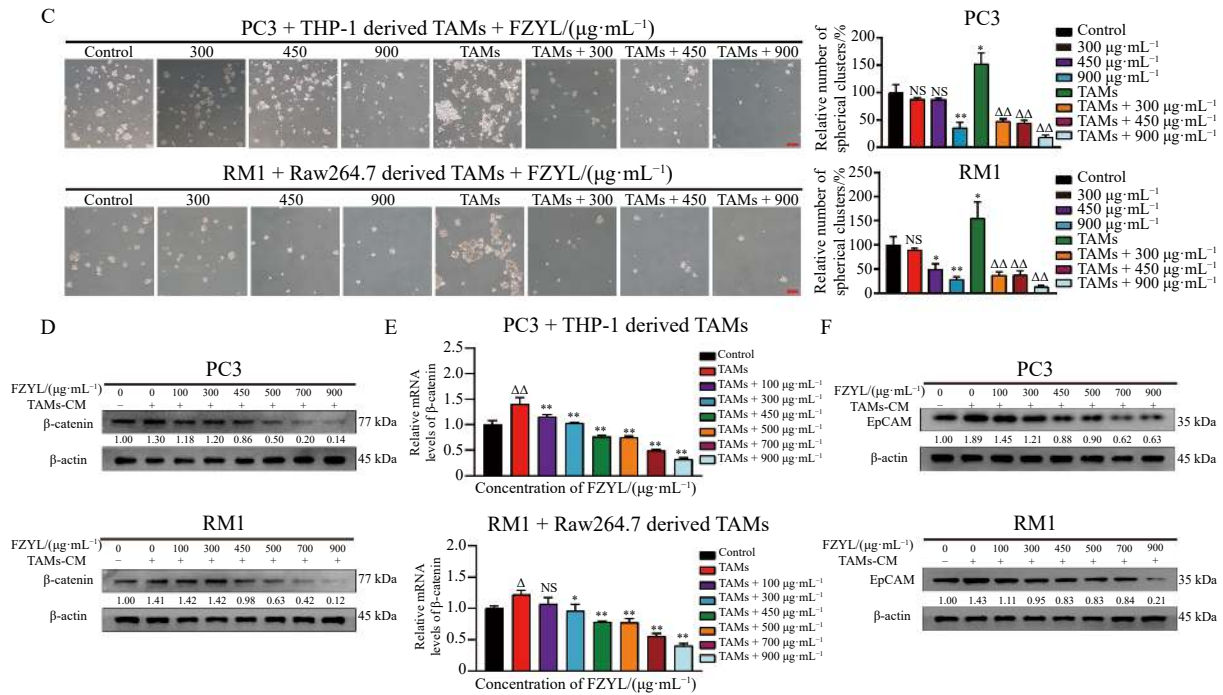 C
PC3 + THP-1 derived TAMs + FZYL/(μg·mL⁻¹)
Control 300 450 900 TAMs TAMs + 300 TAMs + 450 TAMs + 900
RM1 + Raw264.7 derived TAMs + FZYL/(μg·mL⁻¹)
Control 300 450 900 TAMs TAMs + 300 TAMs + 450 TAMs + 900
PC3
Relative number of
spherical clusters/%
200
150
100
50
0
NS NS ** * ΔΔ ΔΔ ΔΔ
Control
300 μg·mL⁻¹
450 μg·mL⁻¹
900 μg·mL⁻¹
TAMs
TAMs + 300 μg·mL⁻¹
TAMs + 450 μg·mL⁻¹
TAMs + 900 μg·mL⁻¹
RM1
Relative number of
spherical clusters/%
200
150
100
50
0
NS * ** * ΔΔ ΔΔ ΔΔ
Control
300 μg·mL⁻¹
450 μg·mL⁻¹
900 μg·mL⁻¹
TAMs
TAMs + 300 μg·mL⁻¹
TAMs + 450 μg·mL⁻¹
TAMs + 900 μg·mL⁻¹
D
PC3
FZYL/(μg·mL⁻¹) 0 0 100 300 450 500 700 900
TAMs-CM − + + + + + + +
β-catenin 77 kDa
1.00 1.30 1.18 1.20 0.86 0.50 0.20 0.14
β-actin 45 kDa
RM1
FZYL/(μg·mL⁻¹) 0 0 100 300 450 500 700 900
TAMs-CM − + + + + + + +
β-catenin 77 kDa
1.00 1.41 1.42 1.42 0.98 0.63 0.42 0.12
β-actin 45 kDa
E
PC3 + THP-1 derived TAMs
Relative mRNA
levels of β-catenin
2.5
2.0
1.5
1.0
0.5
0
ΔΔ ** ** ** ** ** **
Control
TAMs
TAMs + 100 μg·mL⁻¹
TAMs + 300 μg·mL⁻¹
TAMs + 450 μg·mL⁻¹
TAMs + 500 μg·mL⁻¹
TAMs + 700 μg·mL⁻¹
TAMs + 900 μg·mL⁻¹
Concentration of FZYL/(μg·mL⁻¹)
RM1 + Raw264.7 derived TAMs
Relative mRNA
levels of β-catenin
2.0
1.5
1.0
0.5
0
Δ NS * ** ** ** **
Control
TAMs
TAMs + 100 μg·mL⁻¹
TAMs + 300 μg·mL⁻¹
TAMs + 450 μg·mL⁻¹
TAMs + 500 μg·mL⁻¹
TAMs + 700 μg·mL⁻¹
TAMs + 900 μg·mL⁻¹
Concentration of FZYL/(μg·mL⁻¹)
F
PC3
FZYL/(μg·mL⁻¹) 0 0 100 300 450 500 700 900
TAMs-CM − + + + + + + +
EpCAM 35 kDa
1.00 1.89 1.45 1.21 0.88 0.90 0.62 0.63
β-actin 45 kDa
RM1
FZYL/(μg·mL⁻¹) 0 0 100 300 450 500 700 900
TAMs-CM − + + + + + + +
EpCAM 35 kDa
1.00 1.43 1.11 0.95 0.83 0.83 0.84 0.21
β-actin 45 kDa